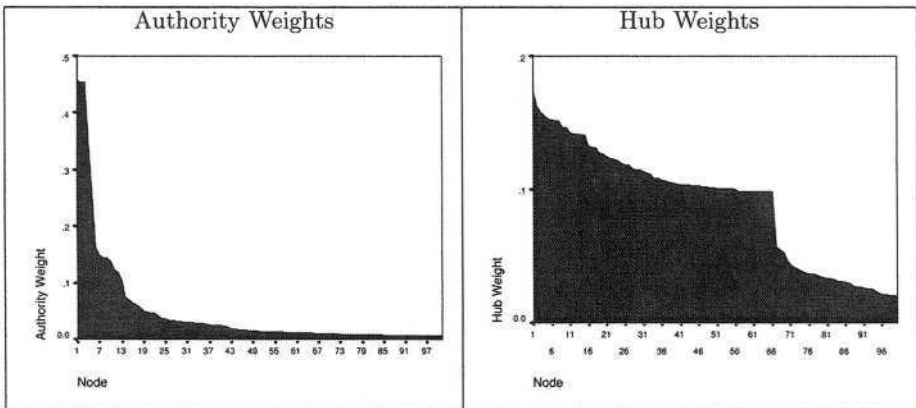 Authority Weights
.5
.4
.3
.2
.1
0.0
Authority Weight
1 7 13 19 25 31 37 43 49 55 61 67 73 79 85 91 97
Node
Hub Weights
.2
.1
0.0
Hub Weight
1 11 21 31 41 51 61 71 81 91
6 16 26 36 46 56 66 76 86 96
Node